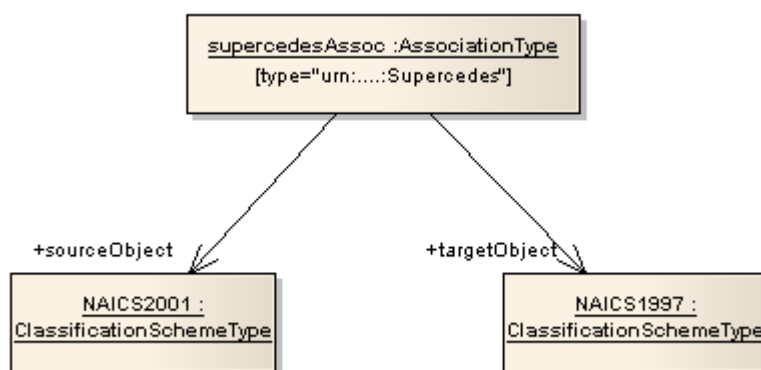 supercedesAssoc :AssociationType
[type="urn:....:Supercedes"]
+sourceObject
+targetObject
NAICS2001 :
ClassificationSchemeType
NAICS1997 :
ClassificationSchemeType